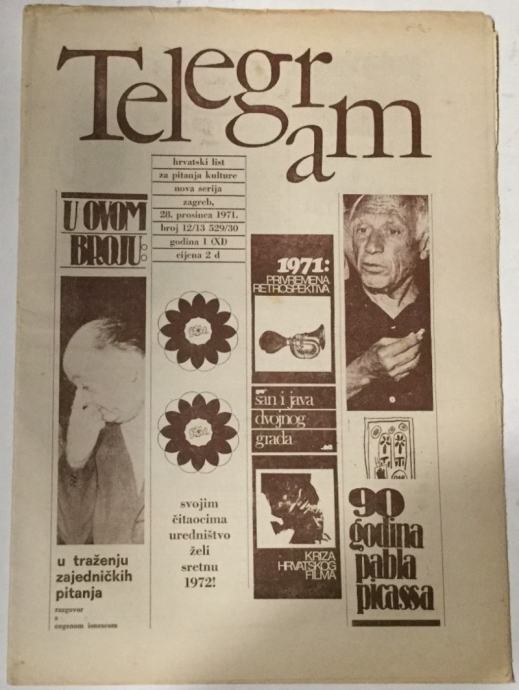 Telegram
hrvatski list
za pitanja kulture
nova serija
zagreb,
28. prosinca 1971.
broj 12/13 529/30
godina 1 (XI)
cijena 2 d
U OVOM
BROJU:
1971:
PRIVREMENA
RETROSPEKTIVA
san i java
dvojnog
grada
svojim
čitaocima
uredništvo
želi
sretnu
1972!
KRIZA
HRVATSKOG
FILMA
u traženju
zajedničkih
pitanja
razgovor
s
eugenom ionescom
90
godina
pabla
picassa